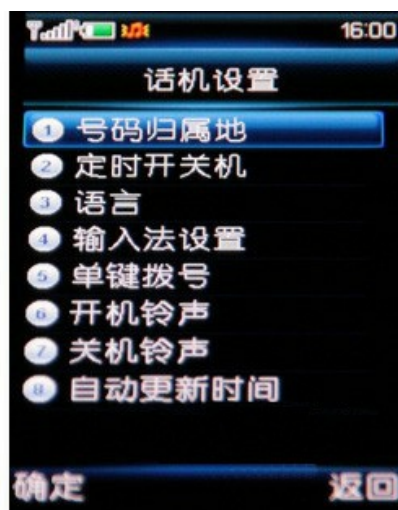 16:00
话机设置
1 号码归属地
2 定时开关机
3 语言
4 输入法设置
5 单键拨号
6 开机铃声
7 关机铃声
8 自动更新时间
确定 返回